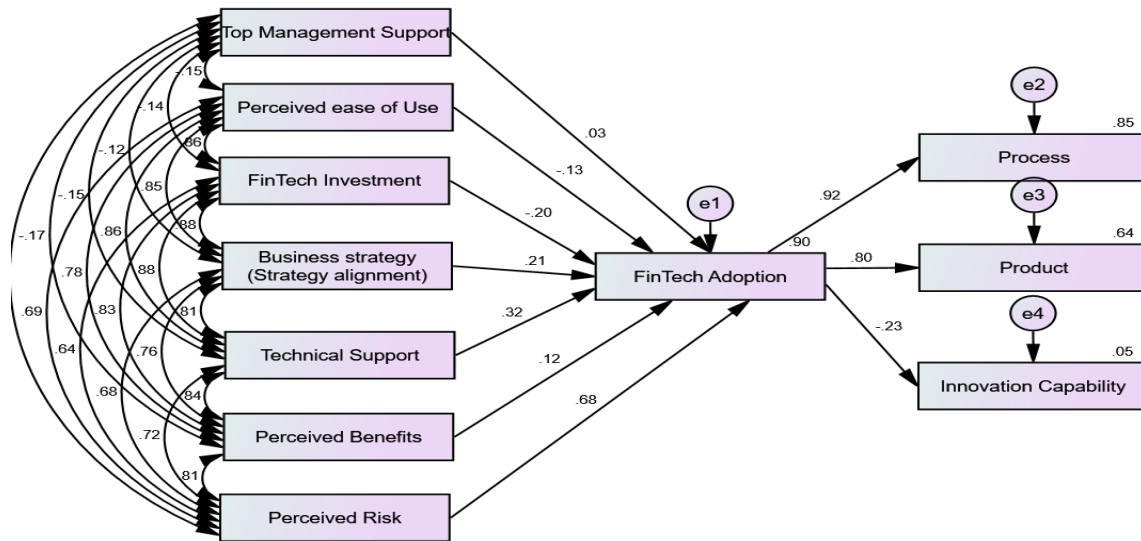 Top Management Support
-.15
Perceived ease of Use
-.14
.86
.03
-.12
-.13
FinTech Investment
-.15
.85
-.20
.88
-.17
.86
Business strategy
(Strategy alignment)
.21
.78
.88
.69
.83
.81
.32
.64
.76
Technical Support
.12
.68
.84
.68
.72
Perceived Benefits
.81
Perceived Risk
e1
.90
FinTech Adoption
.92
.80
-.23
e2
.85
Process
e3
.64
Product
e4
.05
Innovation Capability